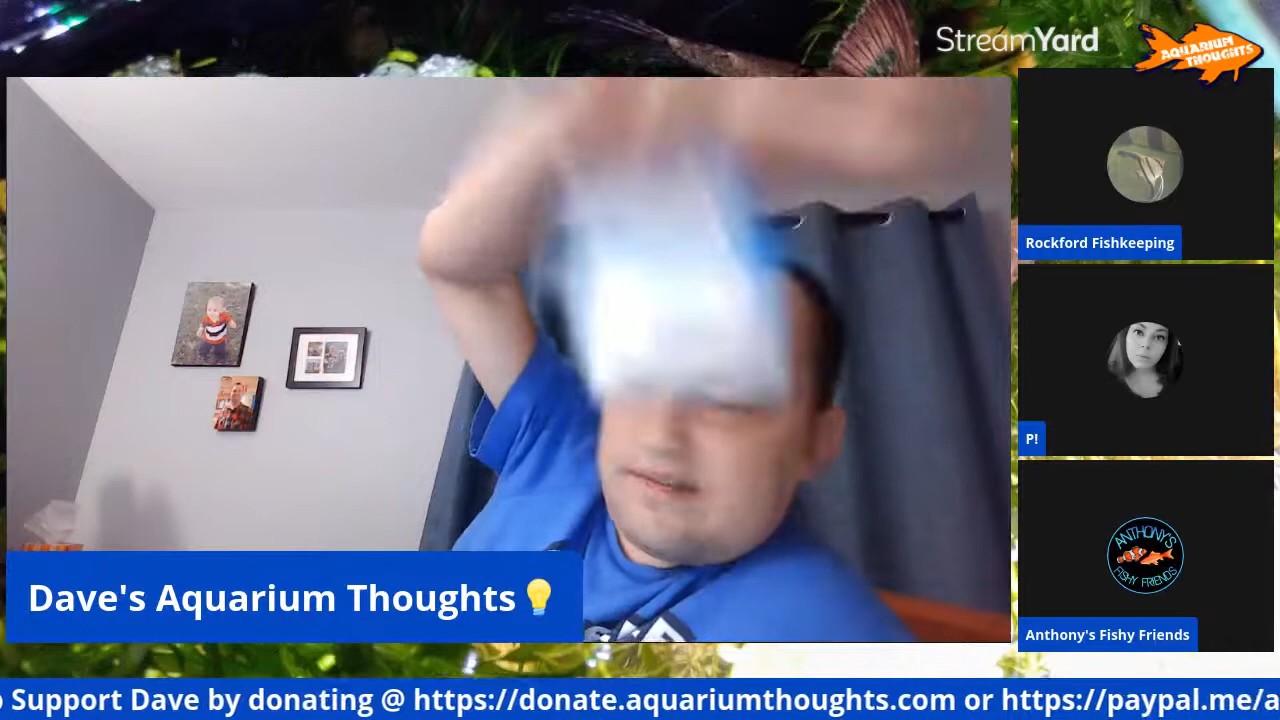 StreamYard
AQUARIUM
THOUGHTS
Rockford Fishkeeping
P!
ANTHONY'S
FISHY FRIENDS
Anthony's Fishy Friends
Dave's Aquarium Thoughts💡
Support Dave by donating @ https://donate.aquariumthoughts.com or https://paypal.me/a